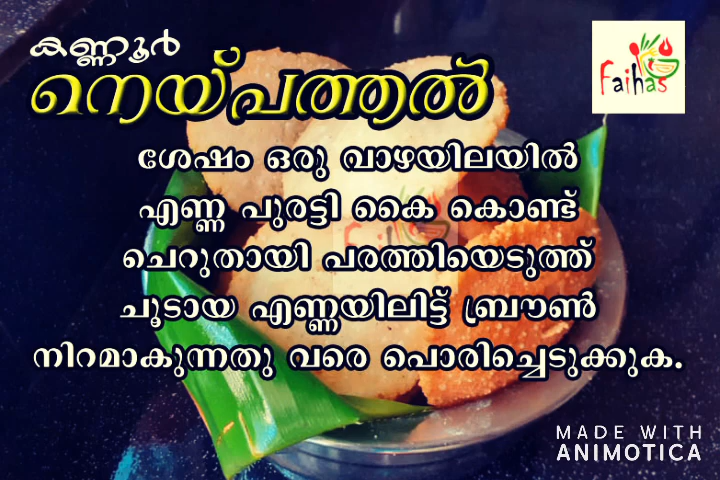 കണ്ണൂർ
നെയ്പത്തൽ
Faihas
ശേഷം ഒരു വാഴയിലയിൽ
എണ്ണ പുരട്ടി കൈ കൊണ്ട്
ചെറുതായി പരത്തിയെടുത്ത്
ചൂടായ എണ്ണയിലിട്ട് ബ്രൗൺ
നിറമാകുന്നതു വരെ പൊരിച്ചെടുക്കുക.
MADE WITH
ANIMOTICA